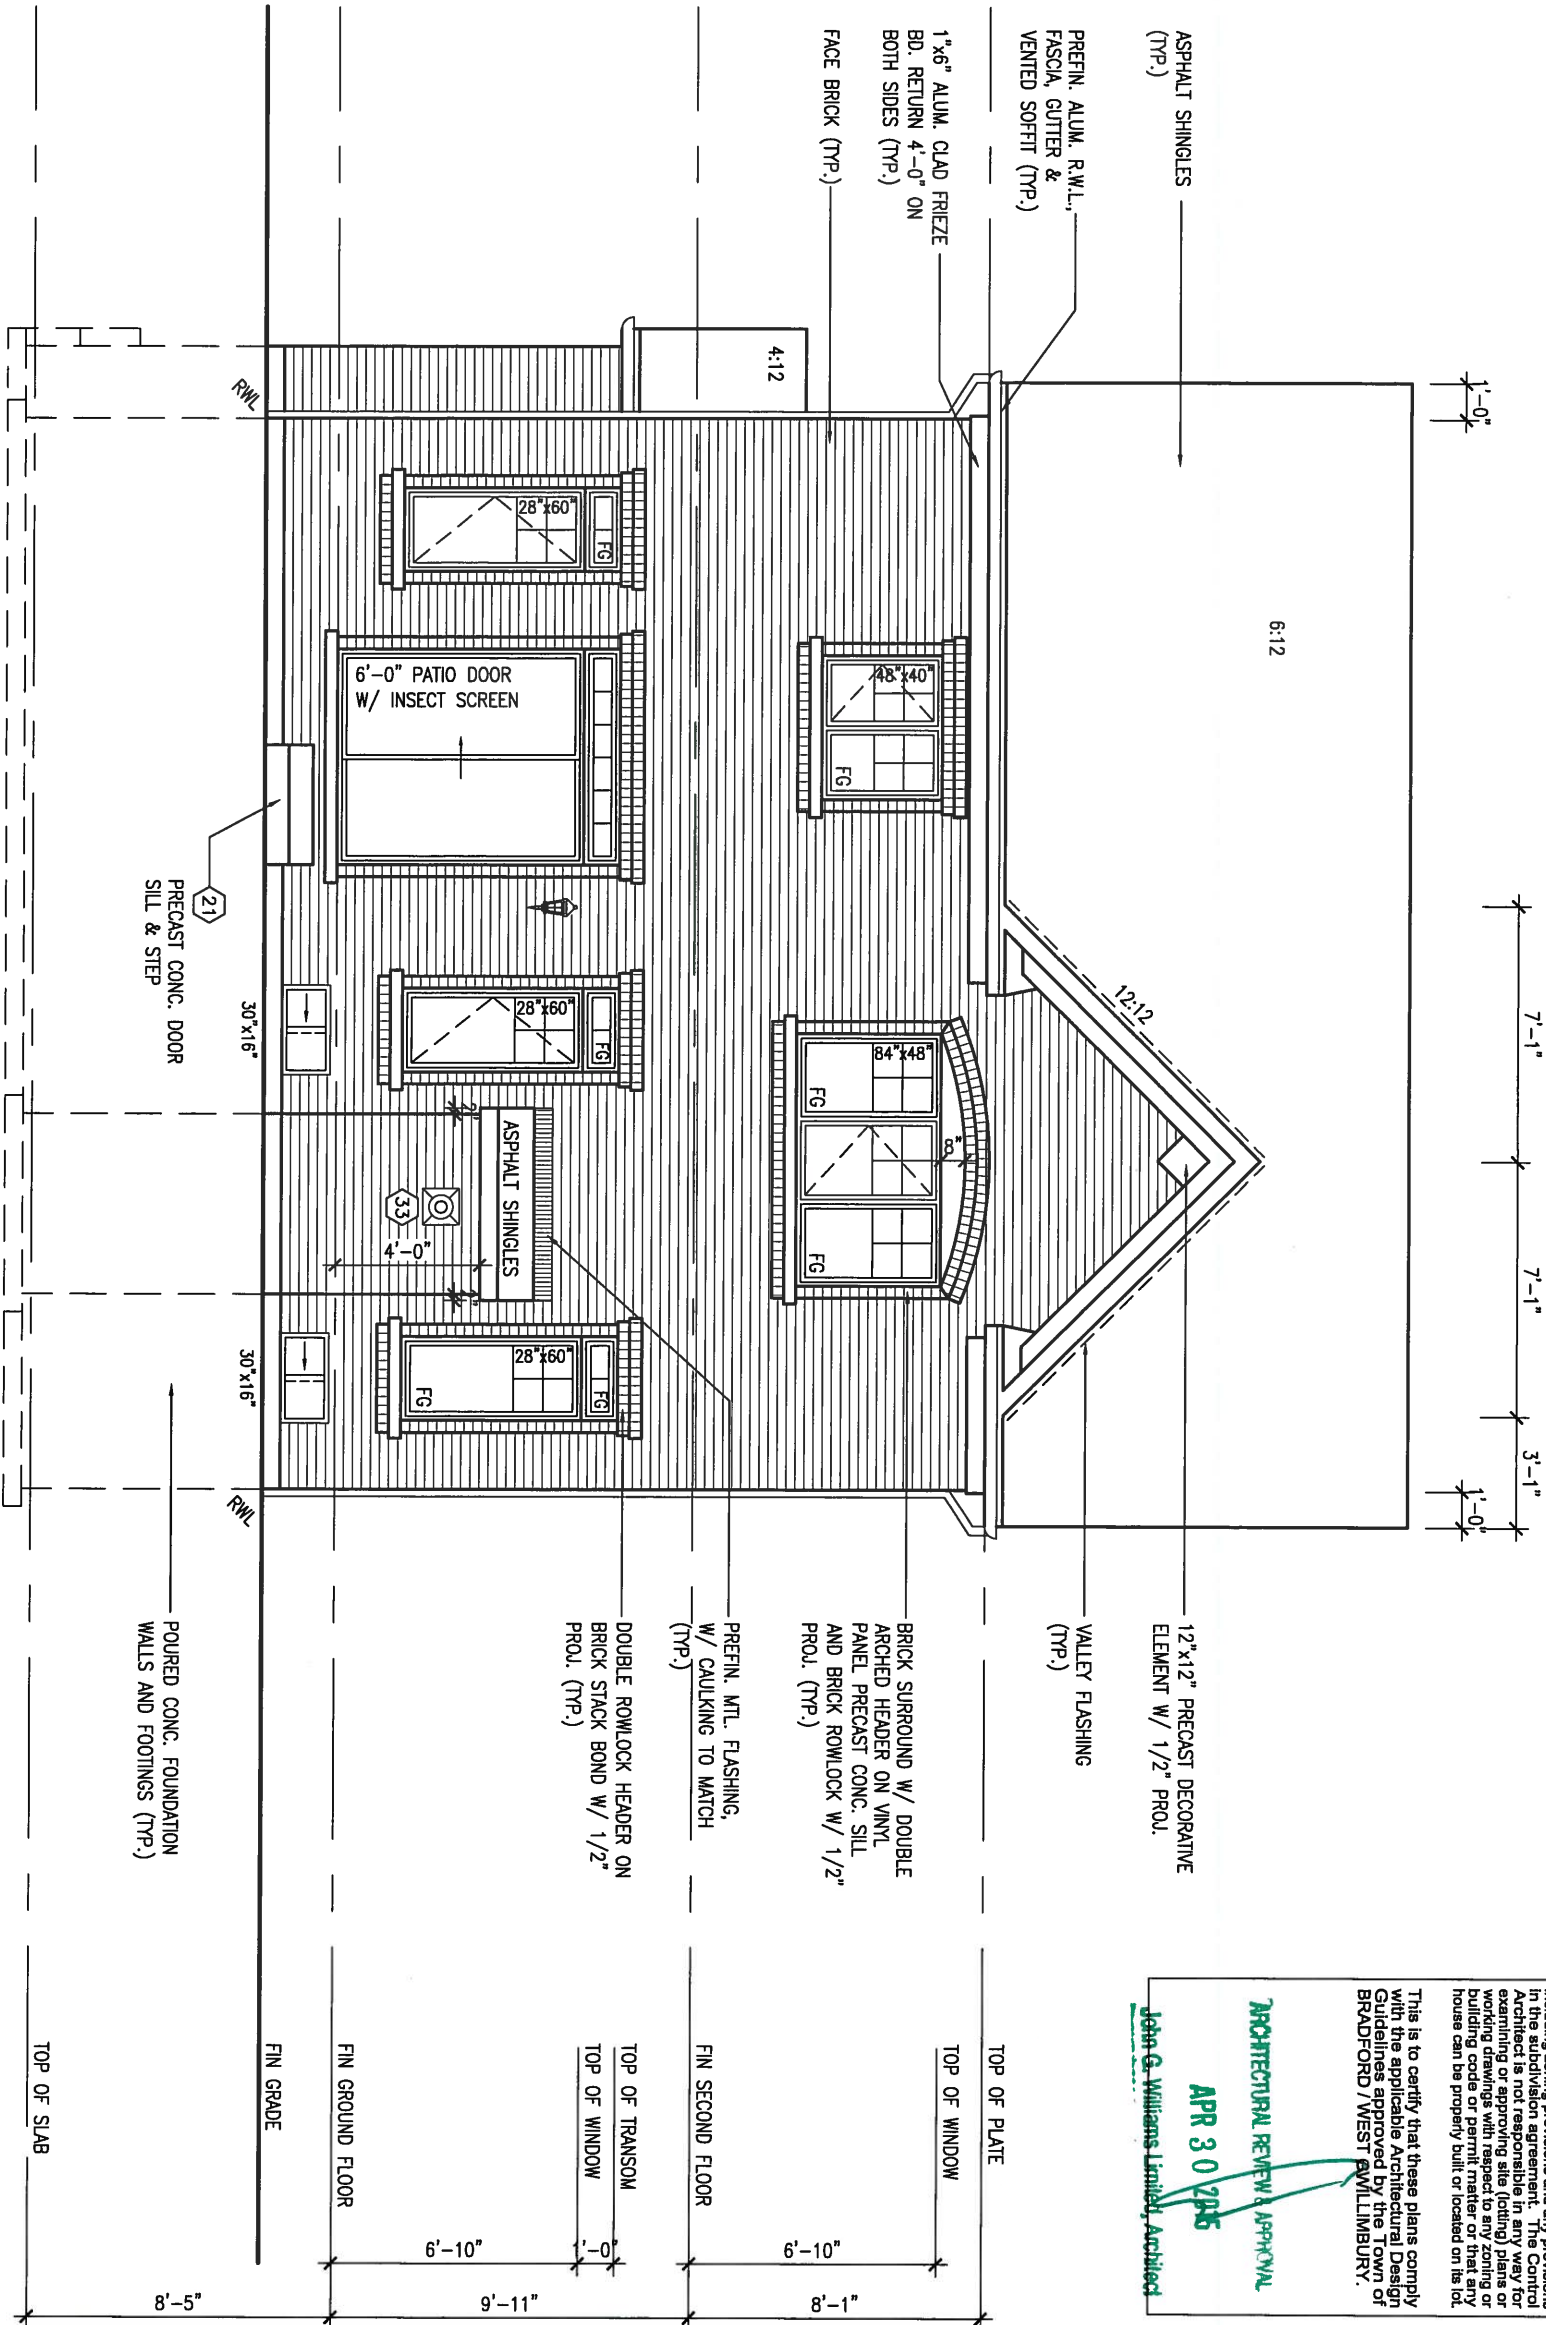 1'-0"
7'-1"
7'-1"
3'-1"
1'-0"
ASPHALT SHINGLES
(TYP.)
PREFIN. ALUM. R.W.L.,
FASCIA, GUTTER &
VENTED SOFFIT (TYP.)
1"x6" ALUM. CLAD FRIEZE
BD. RETURN 4'-0" ON
BOTH SIDES (TYP.)
FACE BRICK (TYP.)
6:12
12:12
4:12
48"x40"
FG
84"x48"
FG
FG
8"
28"x60"
FG
6'-0" PATIO DOOR
W/ INSECT SCREEN
28"x60"
FG
ASPHALT SHINGLES
2"
2"
33
4'-0"
28"x60"
FG
FG
RWL
RWL
21
PRECAST CONC. DOOR
SILL & STEP
30"x16"
30"x16"
12"x12" PRECAST DECORATIVE
ELEMENT W/ 1/2" PROJ.
VALLEY FLASHING
(TYP.)
BRICK SURROUND W/ DOUBLE
ARCHED HEADER ON VINYL
PANEL PRECAST CONC. SILL
AND BRICK ROWLOCK W/ 1/2"
PROJ. (TYP.)
PREFIN. MTL. FLASHING,
W/ CAULKING TO MATCH
(TYP.)
DOUBLE ROWLOCK HEADER ON
BRICK STACK BOND W/ 1/2"
PROJ. (TYP.)
POURED CONC. FOUNDATION
WALLS AND FOOTINGS (TYP.)
in the subdivision agreement. The Control
Architect is not responsible in any way for
examining or approving site (lotting) plans or
working drawings with respect to any zoning or
building code or permit matter or that any
house can be properly built or located on its lot.
This is to certify that these plans comply
with the applicable Architectural Design
Guidelines approved by the Town of
BRADFORD / WEST GWILLIMBURY.
ARCHITECTURAL REVIEW & APPROVAL
APR 30
John G. Williams Limited, Architect
TOP OF PLATE
TOP OF WINDOW
FIN SECOND FLOOR
TOP OF TRANSOM
TOP OF WINDOW
FIN GROUND FLOOR
FIN GRADE
TOP OF SLAB
6'-10"
1'-0"
6'-10"
8'-1"
9'-11"
8'-5"